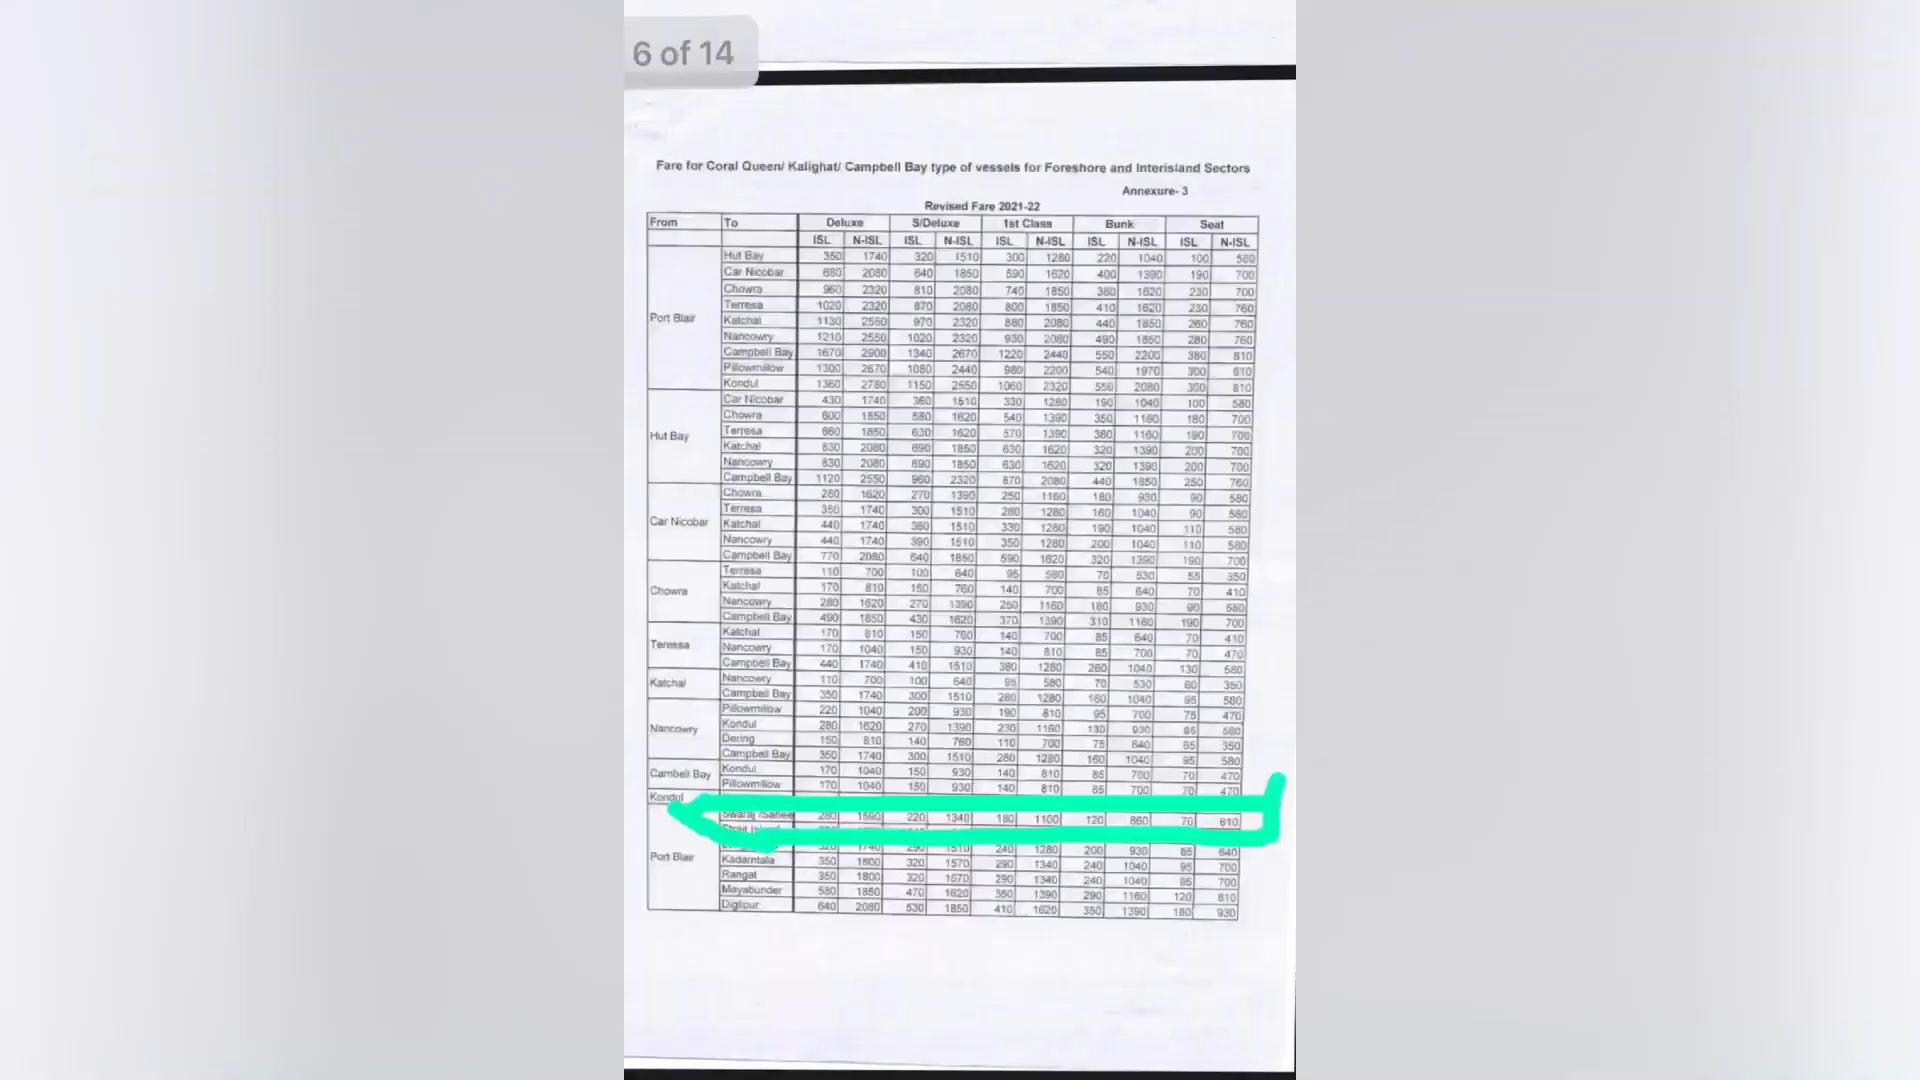 6 of 14
Fare for Coral Queen/ Kalighat/ Campbell Bay type of vessels for Foreshore and Interisland Sectors
Annexure- 3
Revised Fare 2021-22
From To Deluxe S/Deluxe 1st Class Bunk Seat
ISL N-ISL ISL N-ISL ISL N-ISL ISL N-ISL ISL N-ISL
Hut Bay 350 1740 320 1510 300 1280 220 1040 100 580
Car Nicobar 680 2080 640 1850 590 1620 400 1390 190 700
Chowra 960 2320 810 2080 740 1850 380 1620 230 700
Terresa 1020 2320 870 2080 800 1850 410 1620 230 760
Port Blair Katchal 1130 2550 970 2320 880 2080 440 1850 260 760
Nancowry 1210 2550 1020 2320 930 2080 490 1850 280 760
Campbell Bay 1670 2900 1340 2670 1220 2440 550 2200 380 810
Pillowmillow 1300 2670 1080 2440 980 2200 540 1970 300 810
Kondul 1360 2780 1150 2550 1060 2320 550 2080 350 810
Car Nicobar 430 1740 360 1510 330 1280 190 1040 100 580
Chowra 600 1850 580 1620 540 1390 350 1160 180 700
Hut Bay Terresa 660 1850 630 1620 570 1390 380 1160 190 700
Katchal 830 2080 690 1850 630 1620 320 1390 200 700
Nancowry 830 2080 690 1850 630 1620 320 1390 200 700
Campbell Bay 1120 2550 960 2320 870 2080 440 1850 250 760
Chowra 280 1620 270 1390 250 1160 180 930 90 580
Terresa 350 1740 300 1510 280 1280 160 1040 90 580
Car Nicobar Katchal 440 1740 360 1510 330 1280 190 1040 110 580
Nancowry 440 1740 390 1510 350 1280 200 1040 110 580
Campbell Bay 770 2080 640 1850 590 1620 320 1390 190 700
Terresa 110 700 100 640 95 580 70 530 55 350
Chowra Katchal 170 810 150 760 140 700 85 640 70 410
Nancowry 280 1620 270 1390 250 1160 180 930 90 580
Campbell Bay 490 1850 430 1620 370 1390 310 1160 190 700
Katchal 170 810 150 760 140 700 85 640 70 410
Teressa Nancowry 170 1040 150 930 140 810 85 700 70 470
Campbell Bay 440 1740 410 1510 380 1280 260 1040 130 580
Katchal Nancowry 110 700 100 640 95 580 70 530 60 350
Campbell Bay 350 1740 300 1510 280 1280 160 1040 95 580
Pillowmillow 220 1040 200 930 190 810 95 700 75 470
Nancowry Kondul 280 1620 270 1390 230 1160 130 930 85 580
Dering 150 810 140 760 110 700 75 640 65 350
Campbell Bay 350 1740 300 1510 280 1280 160 1040 95 580
Cambell Bay Kondul 170 1040 150 930 140 810 85 700 70 470
Pillowmillow 170 1040 150 930 140 810 85 700 70 470
Kondul
Swaraj /Sahee 280 1590 220 1340 180 1100 120 860 70 610
Strait
320 1740 290 1510 240 1280 200 930 85 640
Port Blair Kadamtala 350 1800 320 1570 290 1340 240 1040 95 700
Rangat 350 1800 320 1570 290 1340 240 1040 95 700
Mayabunder 580 1850 470 1620 350 1390 290 1160 120 810
Diglipur 640 2080 530 1850 410 1620 350 1390 180 930